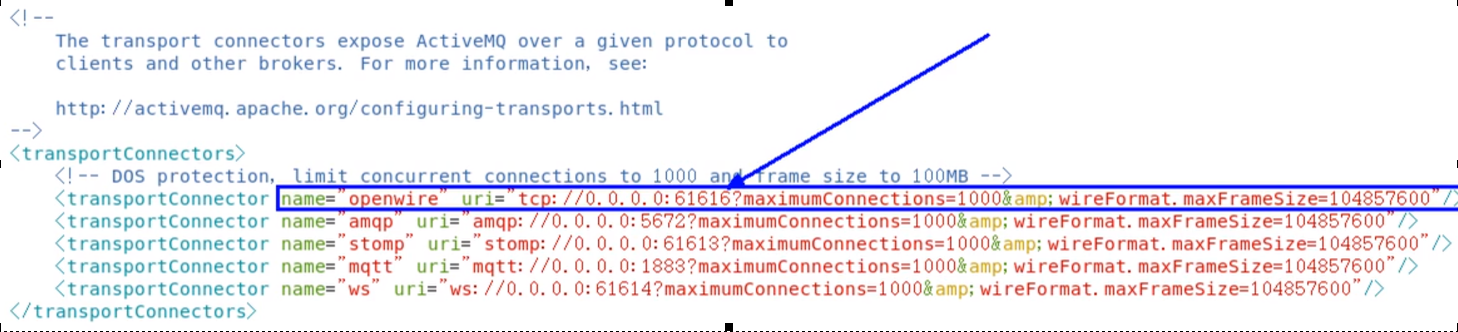 <!--
The transport connectors expose ActiveMQ over a given protocol to
clients and other brokers. For more information, see:
http://activemq.apache.org/configuring-transports.html
-->
<transportConnectors>
<!-- DOS protection, limit concurrent connections to 1000 and frame size to 100MB -->
<transportConnector name="openwire" uri="tcp://0.0.0.0:61616?maximumConnections=1000&amp;wireFormat.maxFrameSize=104857600"/>
<transportConnector name="amqp" uri="amqp://0.0.0.0:5672?maximumConnections=1000&amp;wireFormat.maxFrameSize=104857600"/>
<transportConnector name="stomp" uri="stomp://0.0.0.0:61613?maximumConnections=1000&amp;wireFormat.maxFrameSize=104857600"/>
<transportConnector name="mqtt" uri="mqtt://0.0.0.0:1883?maximumConnections=1000&amp;wireFormat.maxFrameSize=104857600"/>
<transportConnector name="ws" uri="ws://0.0.0.0:61614?maximumConnections=1000&amp;wireFormat.maxFrameSize=104857600"/>
</transportConnectors>